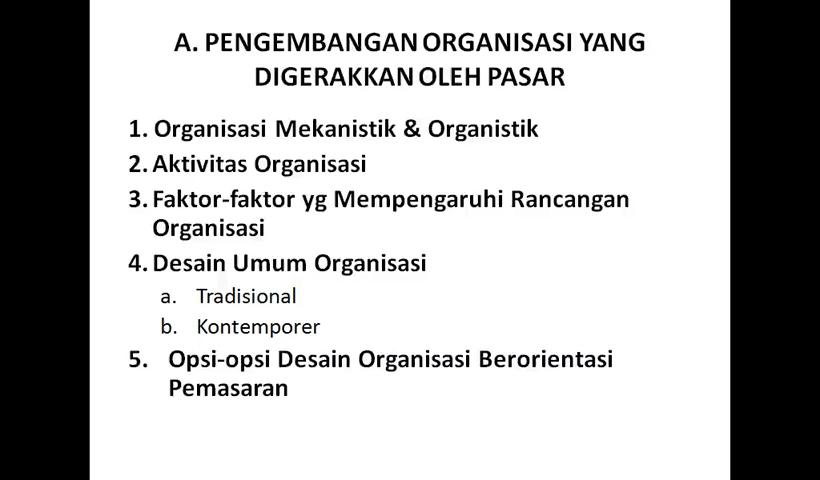 A. PENGEMBANGAN ORGANISASI YANG
DIGERAKKAN OLEH PASAR
1. Organisasi Mekanistik & Organistik
2. Aktivitas Organisasi
3. Faktor-faktor yg Mempengaruhi Rancangan
Organisasi
4. Desain Umum Organisasi
a. Tradisional
b. Kontemporer
5. Opsi-opsi Desain Organisasi Berorientasi
Pemasaran